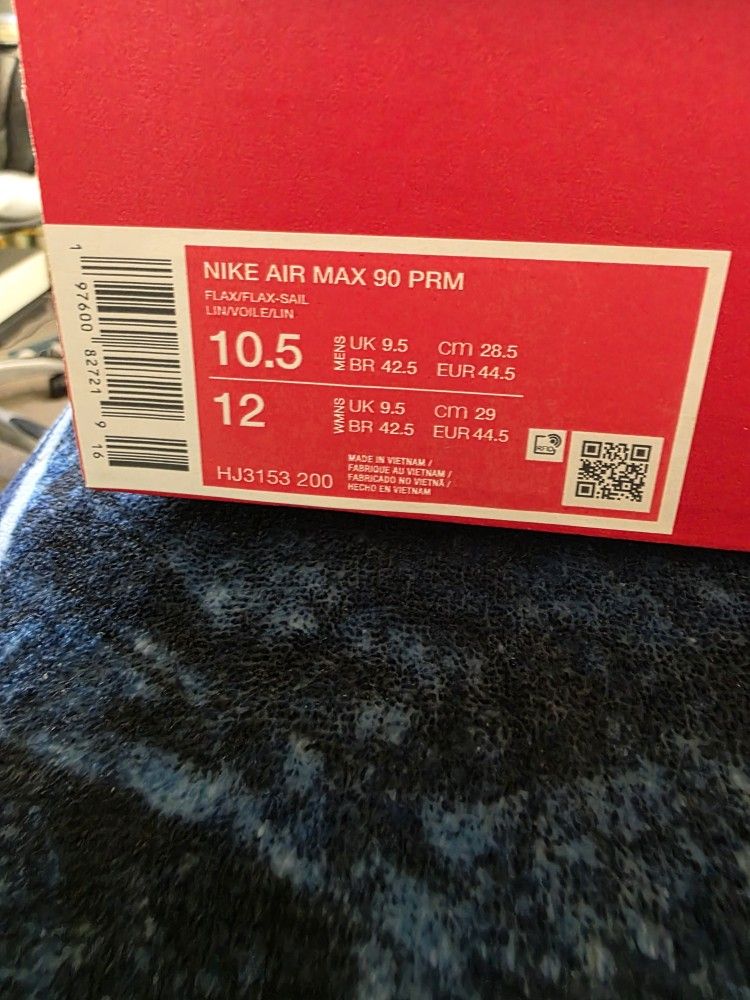 1 97600 82721 9 16
NIKE AIR MAX 90 PRM
FLAX/FLAX-SAIL
LIN/VOILE/LIN
10.5 MENS UK 9.5 cm 28.5
BR 42.5 EUR 44.5
12 WMNS UK 9.5 cm 29
BR 42.5 EUR 44.5
HJ3153 200
MADE IN VIETNAM /
FABRIQUE AU VIETNAM /
FABRICADO NO VIETNÃ /
HECHO EN VIETNAM
RFID